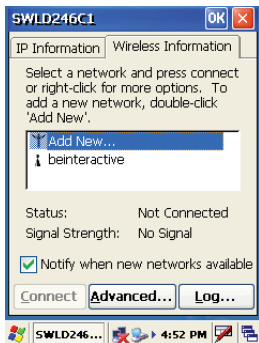 SWLD246C1 OK
IP Information Wireless Information
Select a network and press connect
or right-click for more options. To
add a new network, double-click
'Add New'.
Add New...
beinteractive
Status: Not Connected
Signal Strength: No Signal
Notify when new networks available
Connect Advanced... Log...
SWLD246... 4:52 PM